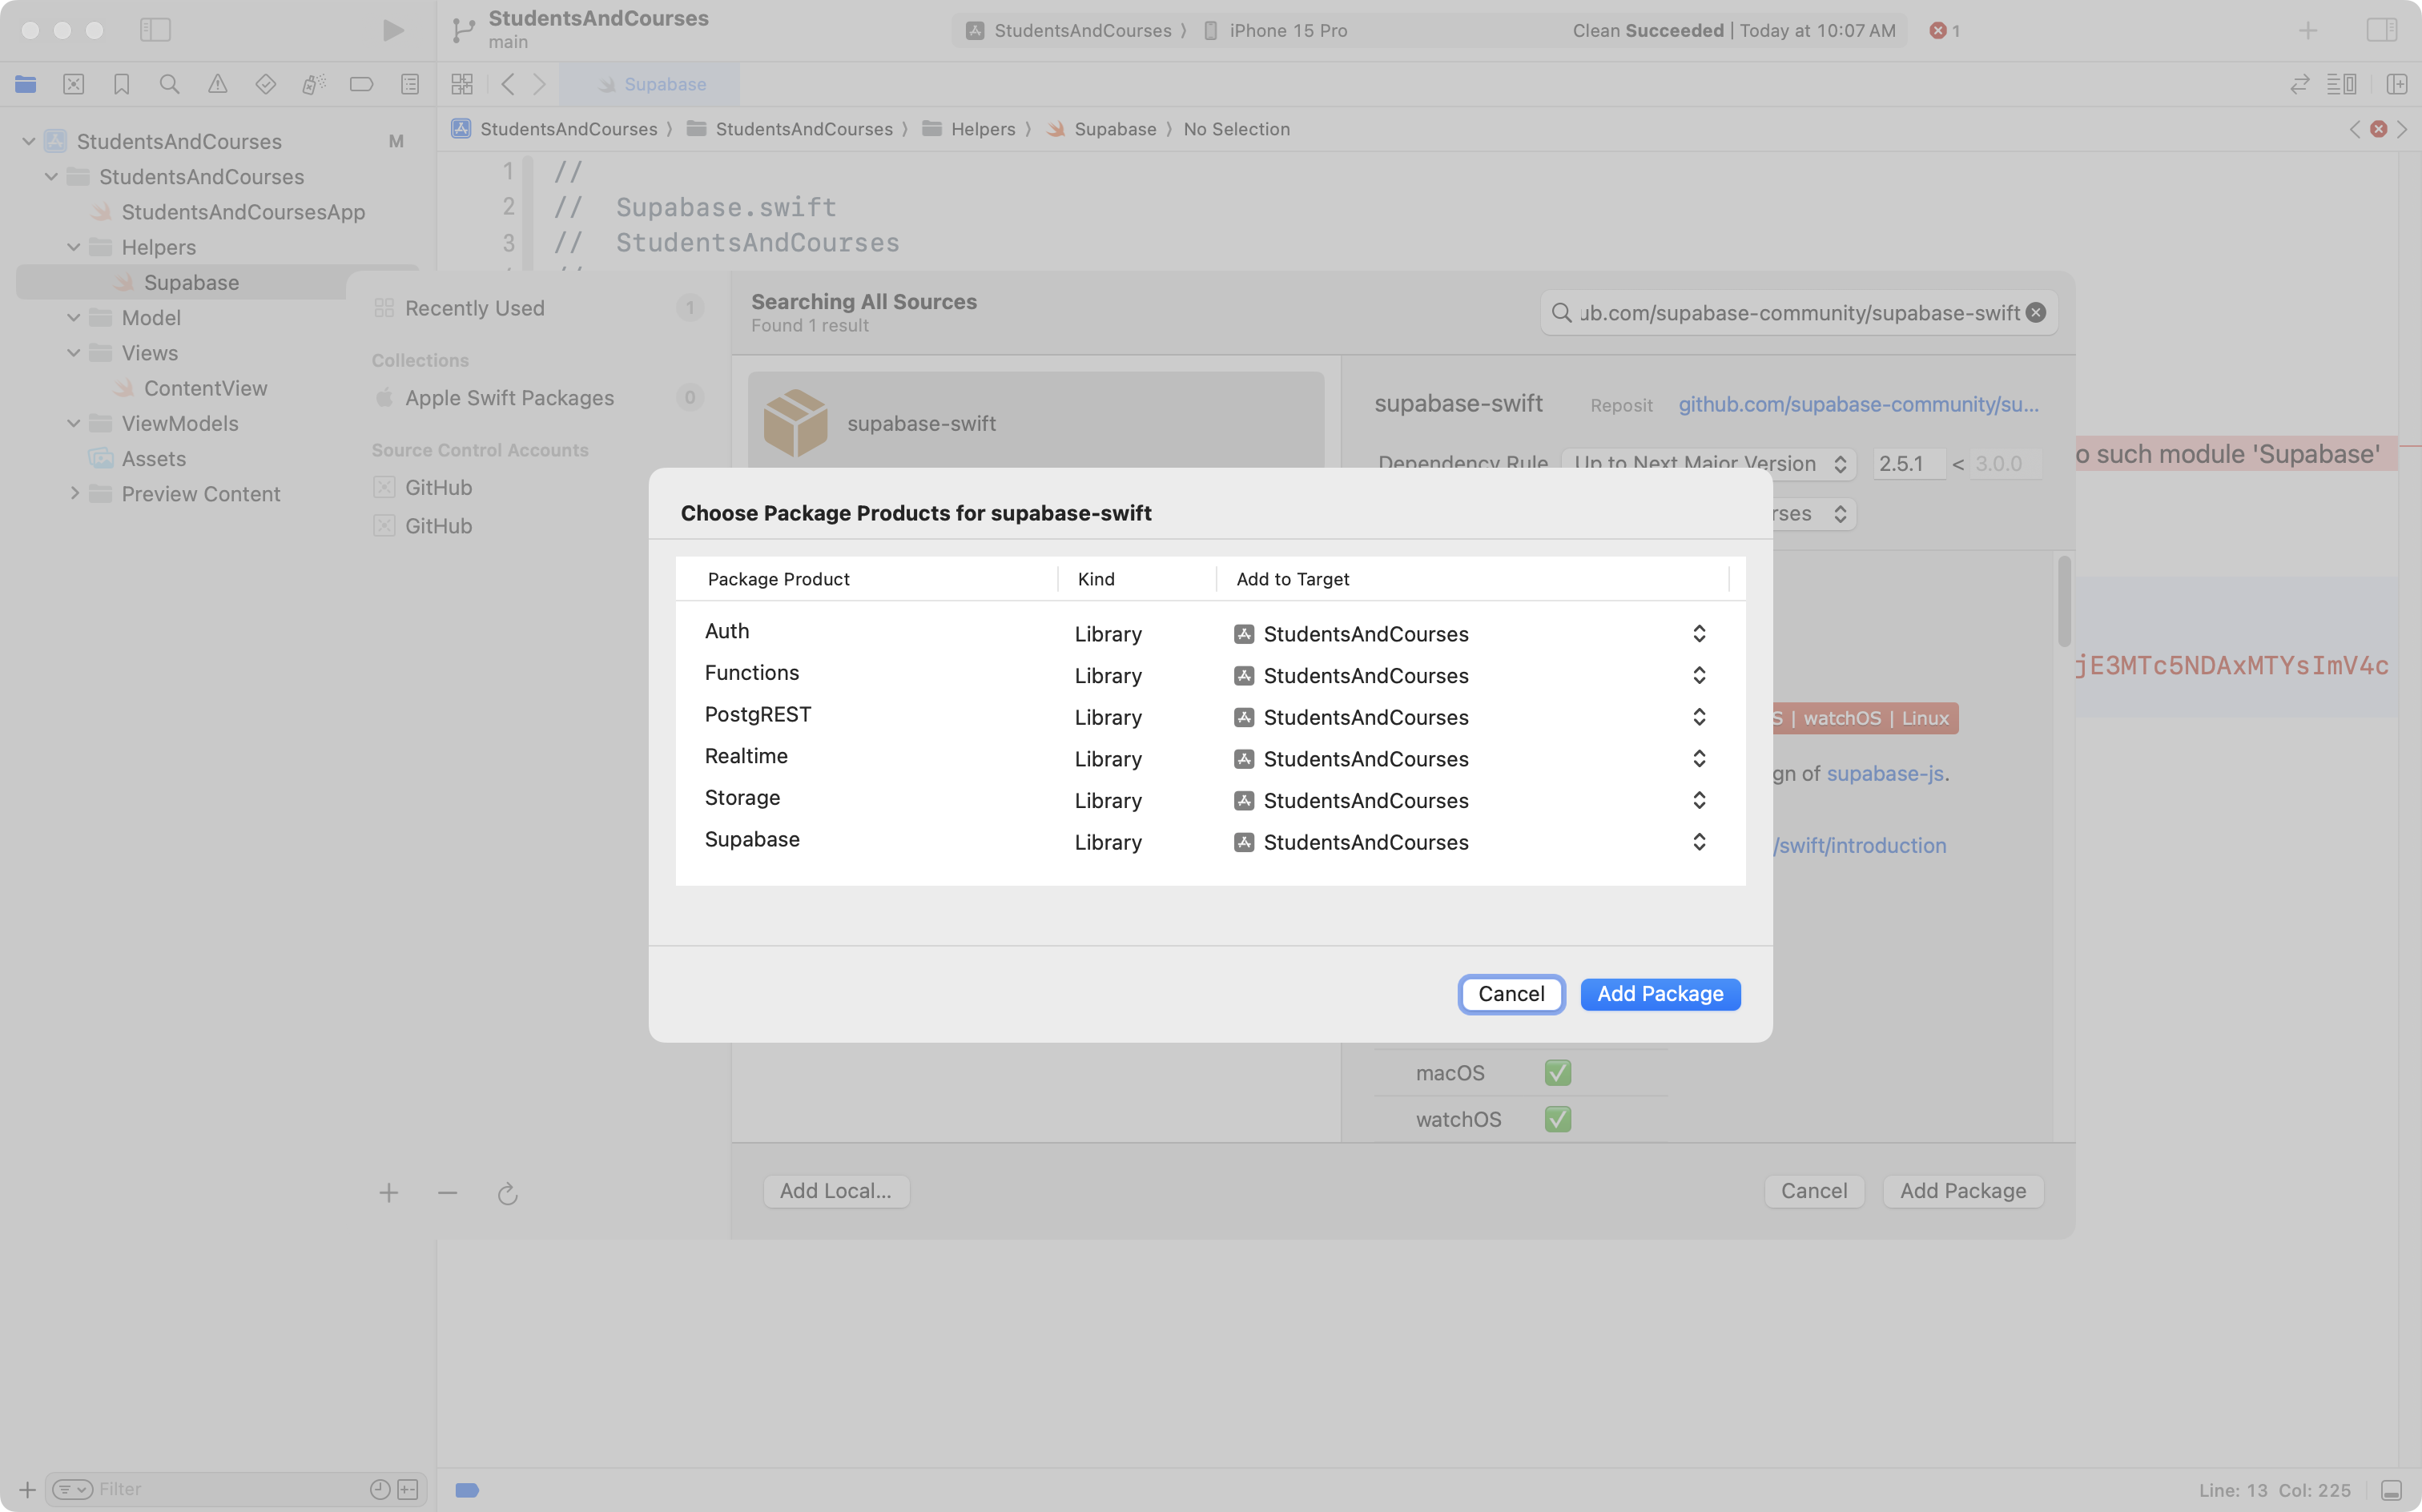 StudentsAndCourses
main
StudentsAndCourses 〉 iPhone 15 Pro
Clean Succeeded | Today at 10:07 AM
1
Supabase
StudentsAndCourses 〉 StudentsAndCourses 〉 Helpers 〉 Supabase 〉 No Selection
StudentsAndCourses M
StudentsAndCourses
StudentsAndCoursesApp
Helpers
Supabase
Model
Views
ContentView
ViewModels
Assets
Preview Content
1 //
2 // Supabase.swift
3 // StudentsAndCourses
Recently Used 1
Collections
Apple Swift Packages 0
Source Control Accounts
GitHub
GitHub
Searching All Sources
Found 1 result
ub.com/supabase-community/supabase-swift
supabase-swift
supabase-swift Reposit github.com/supabase-community/su...
Dependency Rule Up to Next Major Version 2.5.1 < 3.0.0
rses
o such module 'Supabase'
jE3MTc5NDAxMTYsImV4c
S | watchOS | Linux
gn of supabase-js.
/swift/introduction
Choose Package Products for supabase-swift
Package Product Kind Add to Target
Auth Library StudentsAndCourses
Functions Library StudentsAndCourses
PostgREST Library StudentsAndCourses
Realtime Library StudentsAndCourses
Storage Library StudentsAndCourses
Supabase Library StudentsAndCourses
Cancel Add Package
macOS ✅
watchOS ✅
Add Local... Cancel Add Package
Filter
Line: 13 Col: 225